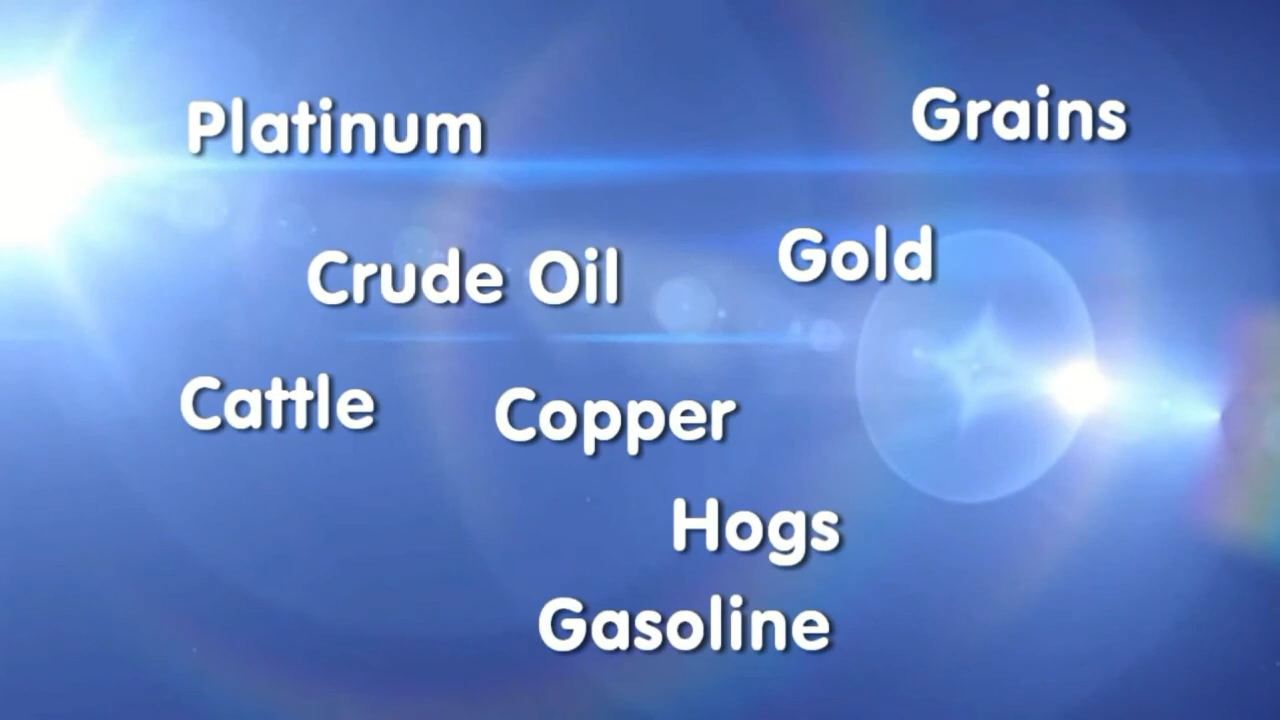 Platinum
Grains
Crude Oil
Gold
Cattle
Copper
Hogs
Gasoline